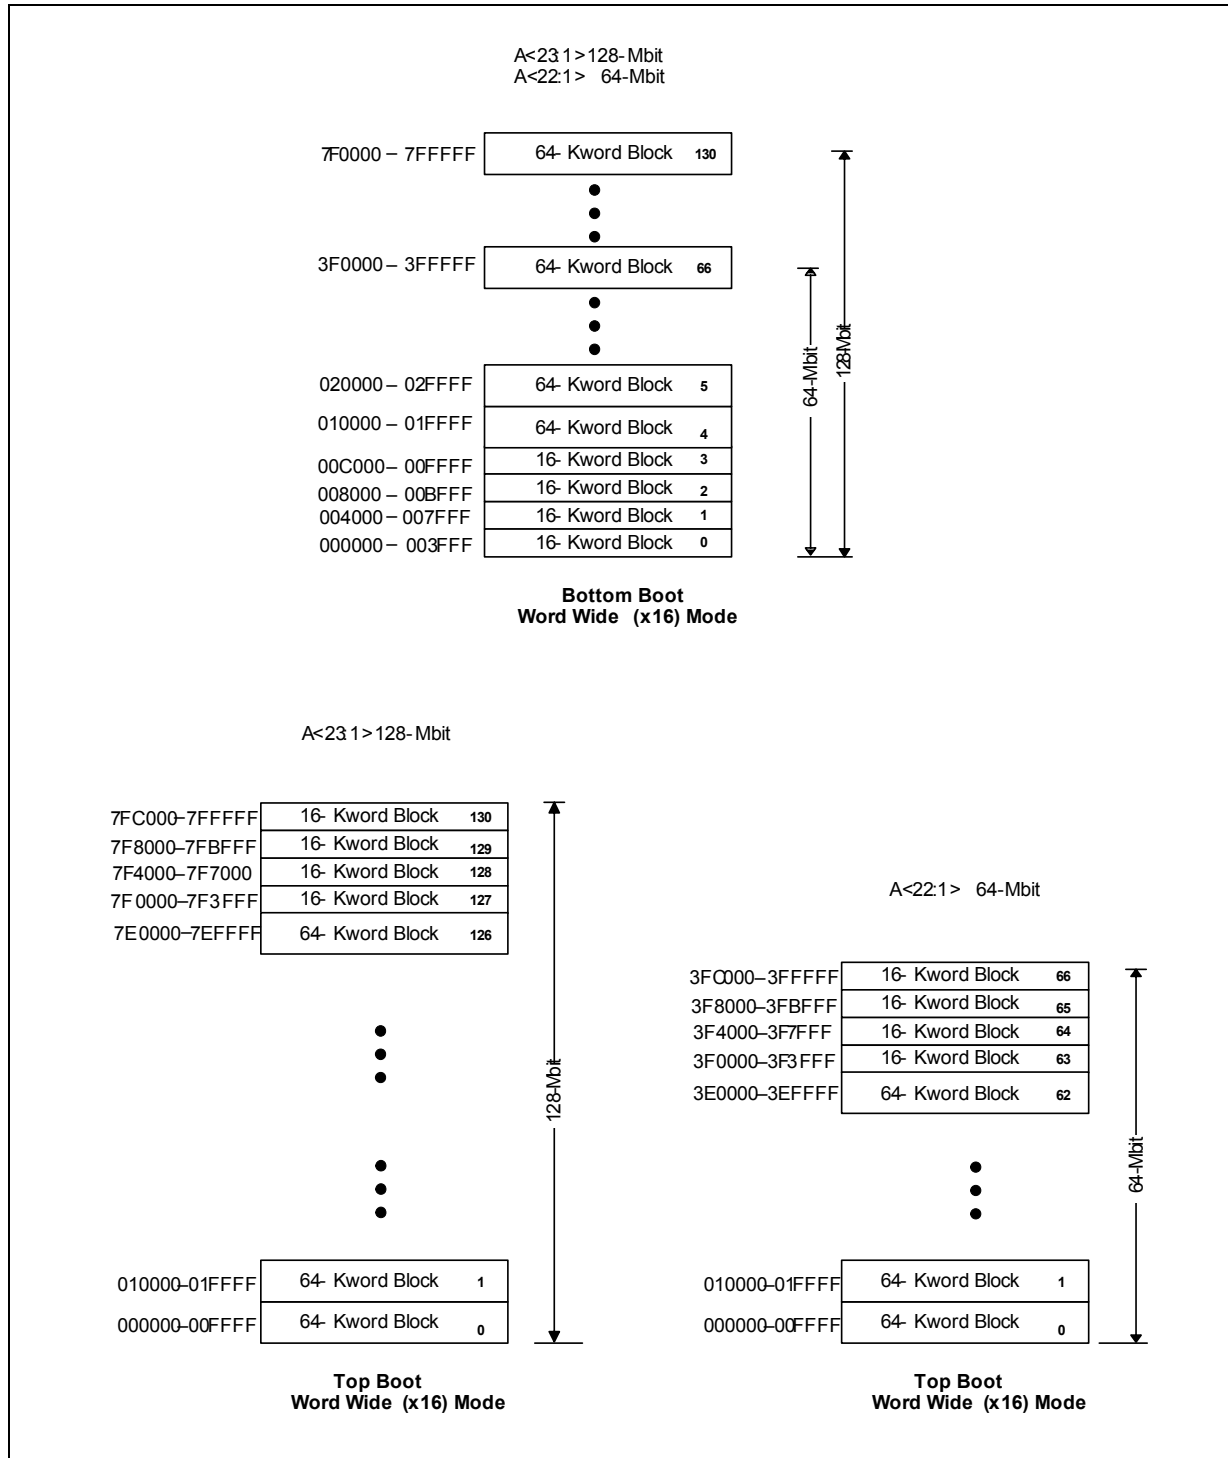 A<23:1>128-Mbit
A<22:1> 64-Mbit
7F0000 – 7FFFFF 64- Kword Block 130
3F0000 – 3FFFFF 64- Kword Block 66
020000 – 02FFFF 64- Kword Block 5
010000 – 01FFFF 64- Kword Block 4
00C000 – 00FFFF 16- Kword Block 3
008000 – 00BFFF 16- Kword Block 2
004000 – 007FFF 16- Kword Block 1
000000 – 003FFF 16- Kword Block 0
64-Mbit
128-Mbit
Bottom Boot
Word Wide (x16) Mode
A<23:1>128-Mbit
7FC000–7FFFFF 16- Kword Block 130
7F8000–7FBFFF 16- Kword Block 129
7F4000–7F7000 16- Kword Block 128
7F0000–7F3FFF 16- Kword Block 127
7E0000–7EFFFF 64- Kword Block 126
128-Mbit
010000–01FFFF 64- Kword Block 1
000000–00FFFF 64- Kword Block 0
Top Boot
Word Wide (x16) Mode
A<22:1> 64-Mbit
3FC000–3FFFFF 16- Kword Block 66
3F8000–3FBFFF 16- Kword Block 65
3F4000–3F7FFF 16- Kword Block 64
3F0000–3F3FFF 16- Kword Block 63
3E0000–3EFFFF 64- Kword Block 62
64-Mbit
010000–01FFFF 64- Kword Block 1
000000–00FFFF 64- Kword Block 0
Top Boot
Word Wide (x16) Mode